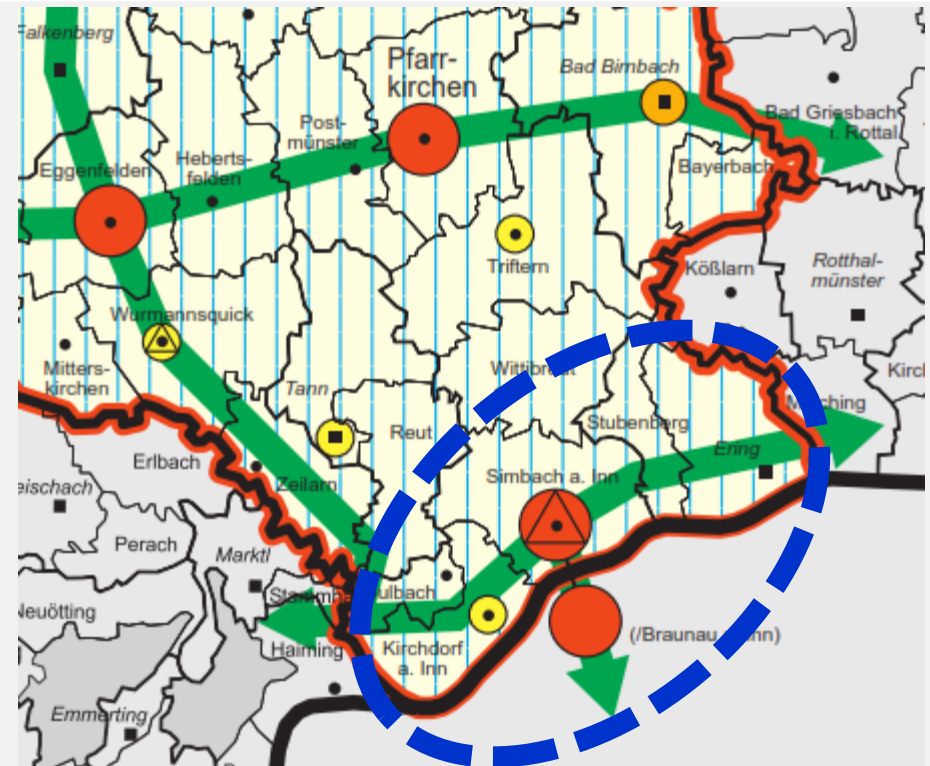 Falkenberg
Pfarr-
kirchen
Bad Birnbach
Bad Griesbach
i. Rottal
Post-
münster
Eggenfelden
Heberts-
felden
Bayerbach
Triftern
Kößlarn
Rotthal-
münster
Wurmannsquick
Mitters-
kirchen
Tann
Reut
Stubenberg
Ering
Simbach a. Inn
Erlbach
Zeilarn
Perach
Marktl
Neuötting
Haiming
Kirchdorf
a. Inn
(/Braunau
Emmerting